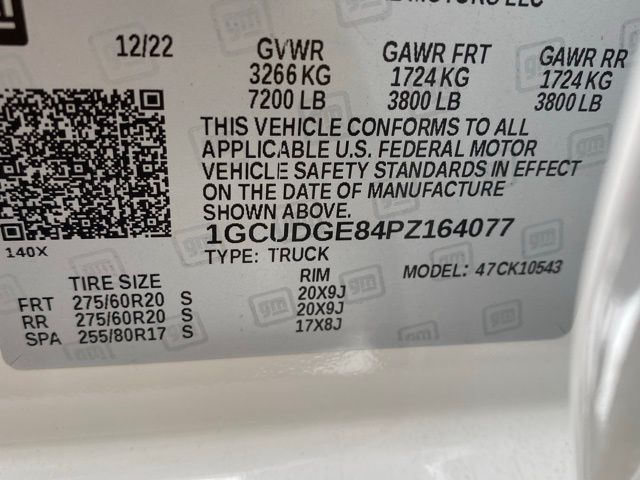 MOTORS LLC
12/22 GVWR GAWR FRT GAWR RR
3266 KG 1724 KG 1724 KG
7200 LB 3800 LB 3800 LB
THIS VEHICLE CONFORMS TO ALL
APPLICABLE U.S. FEDERAL MOTOR
VEHICLE SAFETY STANDARDS IN EFFECT
ON THE DATE OF MANUFACTURE
SHOWN ABOVE.
1GCUDGE84PZ164077
140X
TYPE: TRUCK MODEL: 47CK10543
TIRE SIZE RIM
FRT 275/60R20 S 20X9J
RR 275/60R20 S 20X9J
SPA 255/80R17 S 17X8J
gm